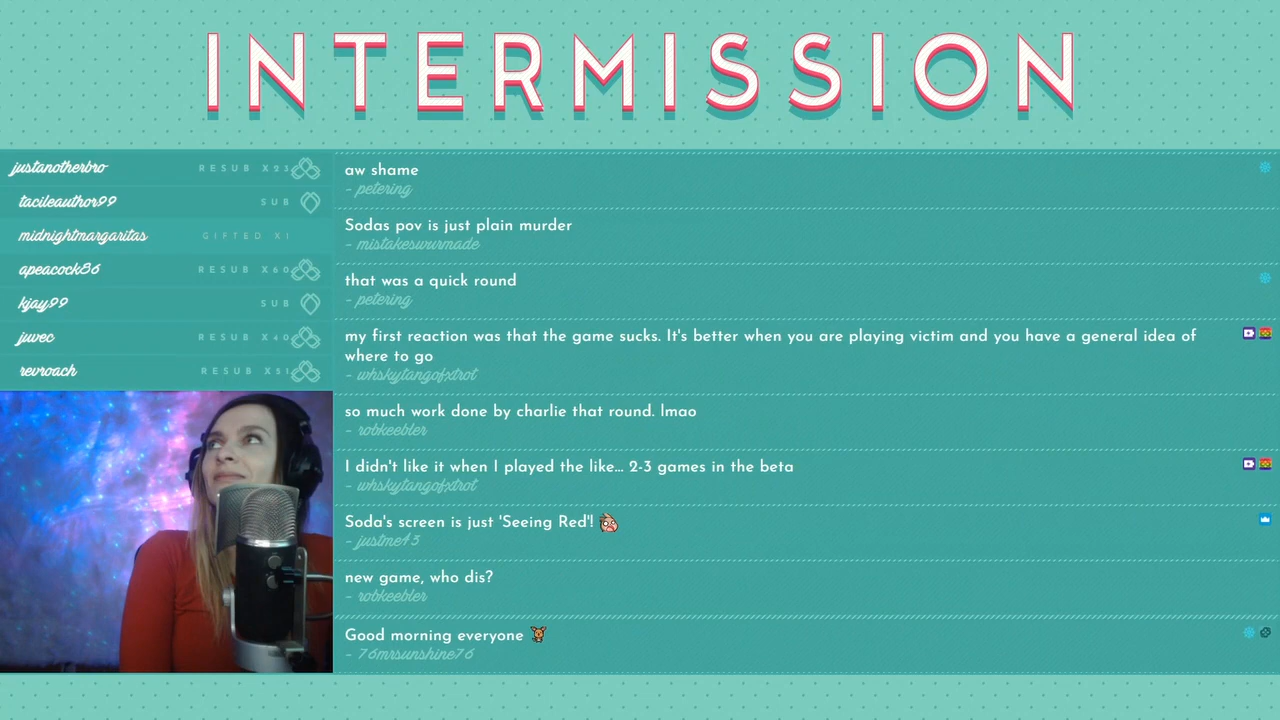 INTERMISSION
justanotherbro RESUB X23
tacileauthor99 SUB
midnightmargaritas GIFTED X1
apeacock86 RESUB X60
kjay99 SUB
juvec RESUB X40
revroach RESUB X51
aw shame
- petering
Sodas pov is just plain murder
- mistakeswurmade
that was a quick round
- petering
my first reaction was that the game sucks. It's better when you are playing victim and you have a general idea of
where to go
- whskytangofxtrot
so much work done by charlie that round. lmao
- robkeebler
I didn't like it when I played the like... 2-3 games in the beta
- whskytangofxtrot
Soda's screen is just 'Seeing Red'!
- justme43
new game, who dis?
- robkeebler
Good morning everyone
- 76mrsunshine76